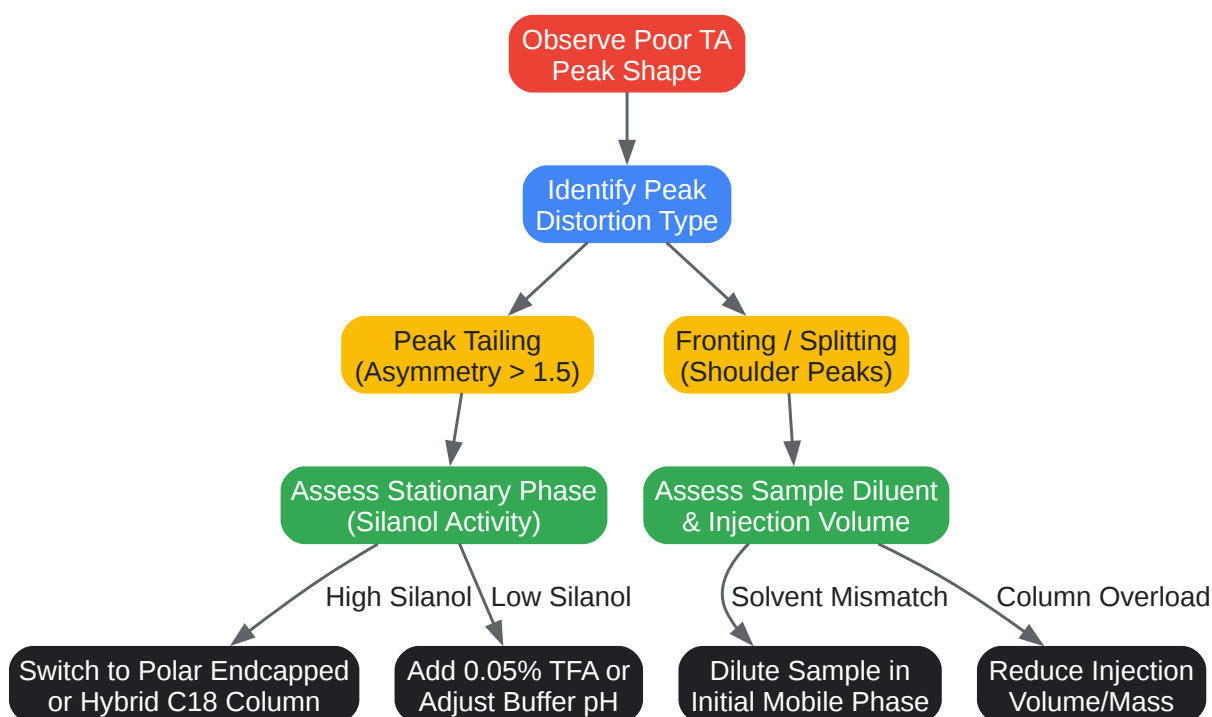 Observe Poor TA
Peak Shape
Identify Peak
Distortion Type
Peak Tailing
(Asymmetry > 1.5)
Fronting / Splitting
(Shoulder Peaks)
Assess Stationary Phase
(Silanol Activity)
Assess Sample Diluent
& Injection Volume
High Silanol
Low Silanol
Solvent Mismatch
Column Overload
Switch to Polar Endcapped
or Hybrid C18 Column
Add 0.05% TFA or
Adjust Buffer pH
Dilute Sample in
Initial Mobile Phase
Reduce Injection
Volume/Mass